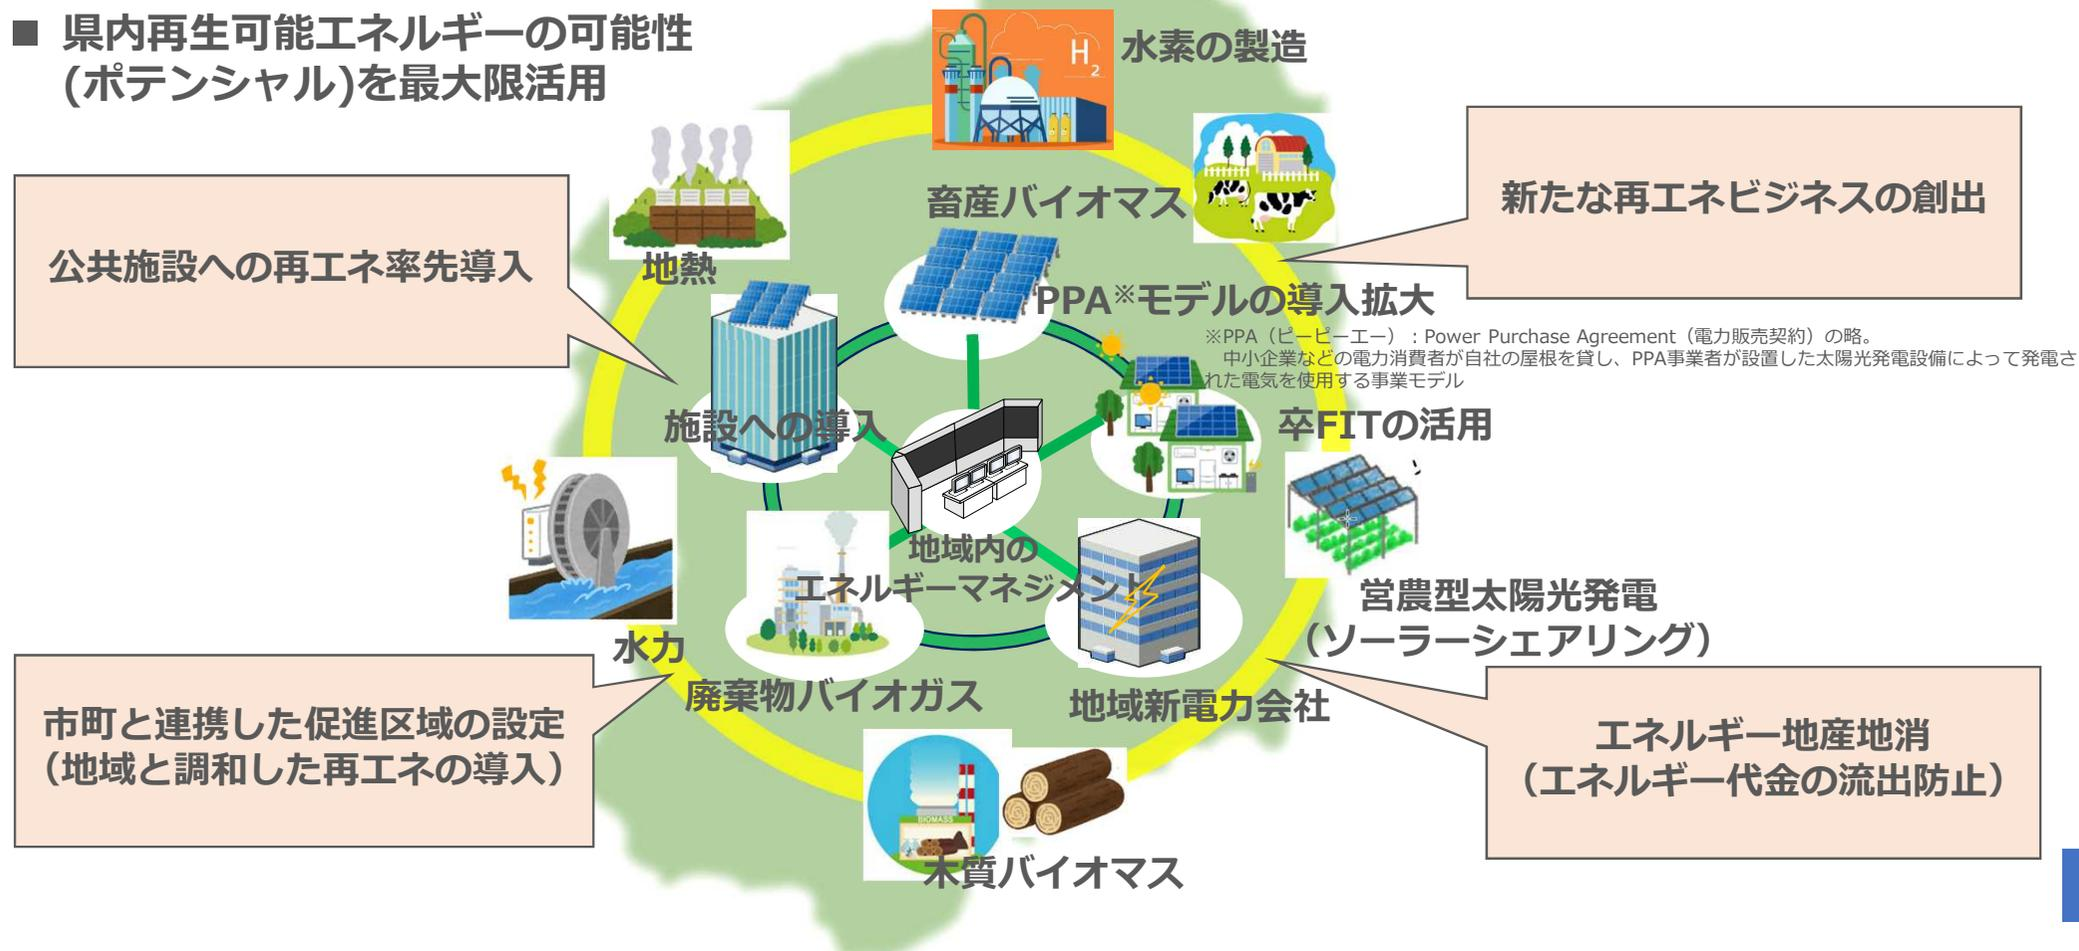 ■ 県内再生可能エネルギーの可能性
(ポテンシャル)を最大限活用
H2
水素の製造
畜産バイオマス
新たな再エネビジネスの創出
公共施設への再エネ率先導入
地熱
PPA※モデルの導入拡大
※PPA（ピーピーエー）：Power Purchase Agreement（電力販売契約）の略。
中小企業などの電力消費者が自社の屋根を貸し、PPA事業者が設置した太陽光発電設備によって発電さ
れた電気を使用する事業モデル
施設への導入
卒FITの活用
地域内の
エネルギーマネジメント
営農型太陽光発電
（ソーラーシェアリング）
水力
廃棄物バイオガス
地域新電力会社
市町と連携した促進区域の設定
（地域と調和した再エネの導入）
エネルギー地産地消
（エネルギー代金の流出防止）
BIOMASS
木質バイオマス